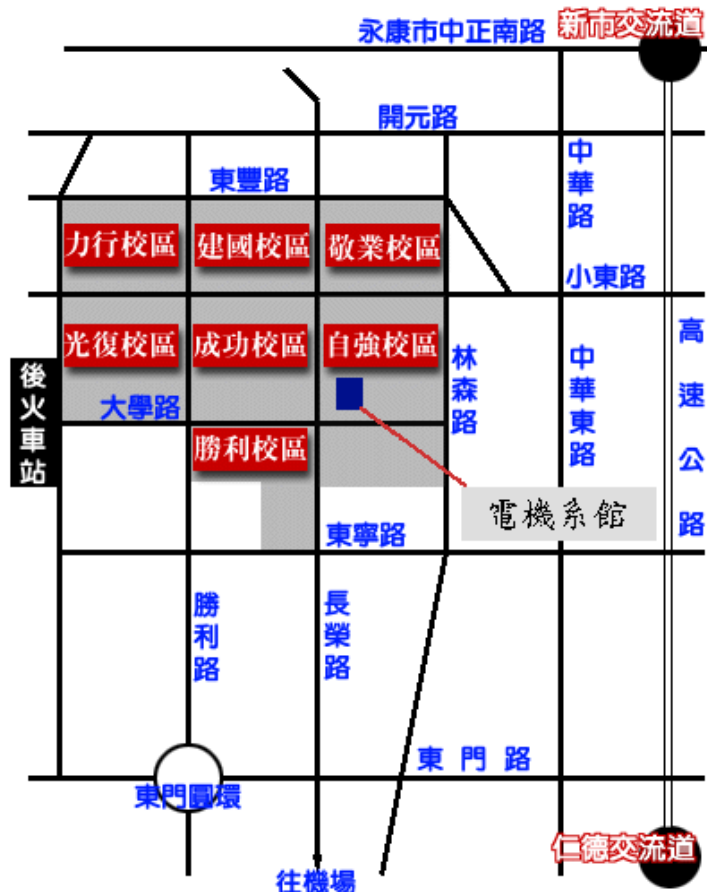 新市交流道
永康市中正南路
開元路
中華路
東豐路
力行校區
建國校區
敬業校區
小東路
光復校區
成功校區
自強校區
高速公路
林森路
中華東路
後火車站
大學路
勝利校區
電機系館
東寧路
勝利路
長榮路
東門路
東門圓環
仁德交流道
往機場